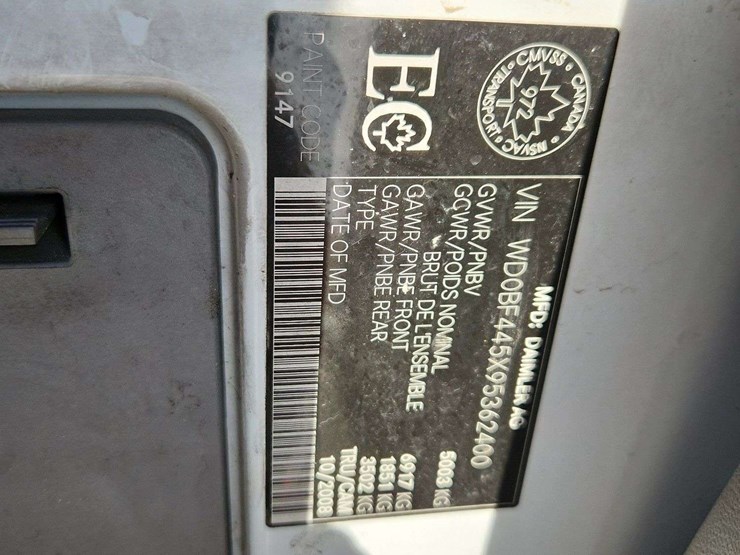 MFD: DAIMLER AG
VIN WD0BF445X95362400
GVWR/PNBV 5003 KG
GCWR/POIDS NOMINAL
BRUT DE L'ENSEMBLE 6917 KG
GAWR/PNBE FRONT 1851 KG
GAWR/PNBE REAR 3502 KG
TYPE TRU/CAM
DATE OF MFD 10/2008
CMVSS CANADA
NSVAC TRANSPORT
972
EC
PAINT CODE
9147